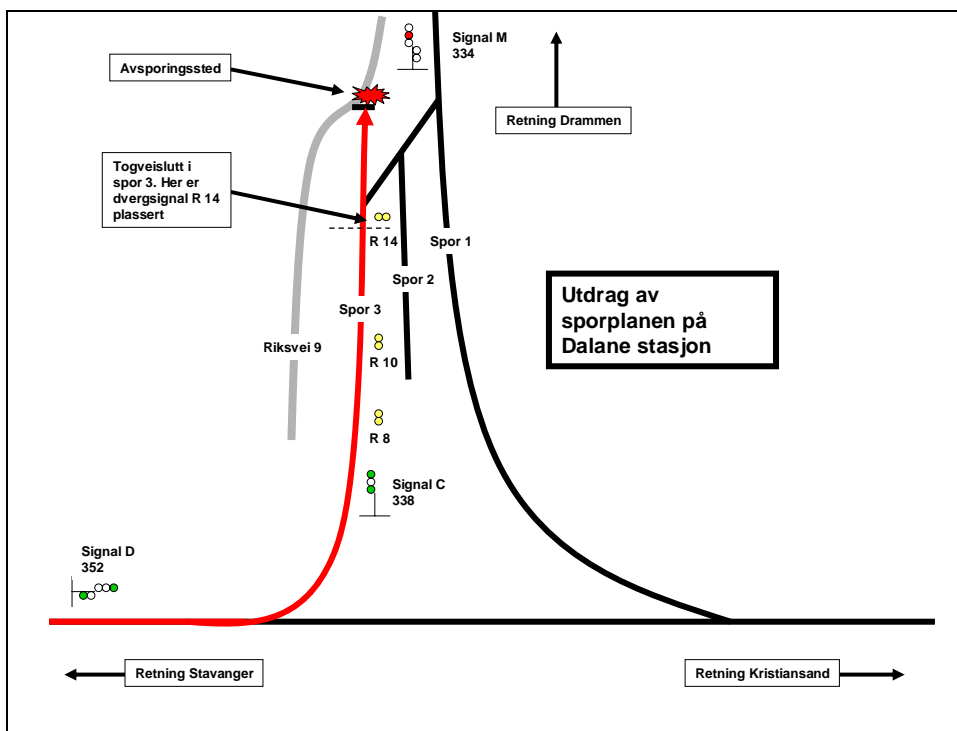 Signal M
334
Avsporingssted
Retning Drammen
Togveislutt i
spor 3. Her er
dvergsignal R 14
plassert
R 14
Spor 1
Spor 2
Spor 3
Utdrag av
sporplanen på
Dalane stasjon
Riksvei 9
R 10
R 8
Signal C
338
Signal D
352
Retning Stavanger
Retning Kristiansand